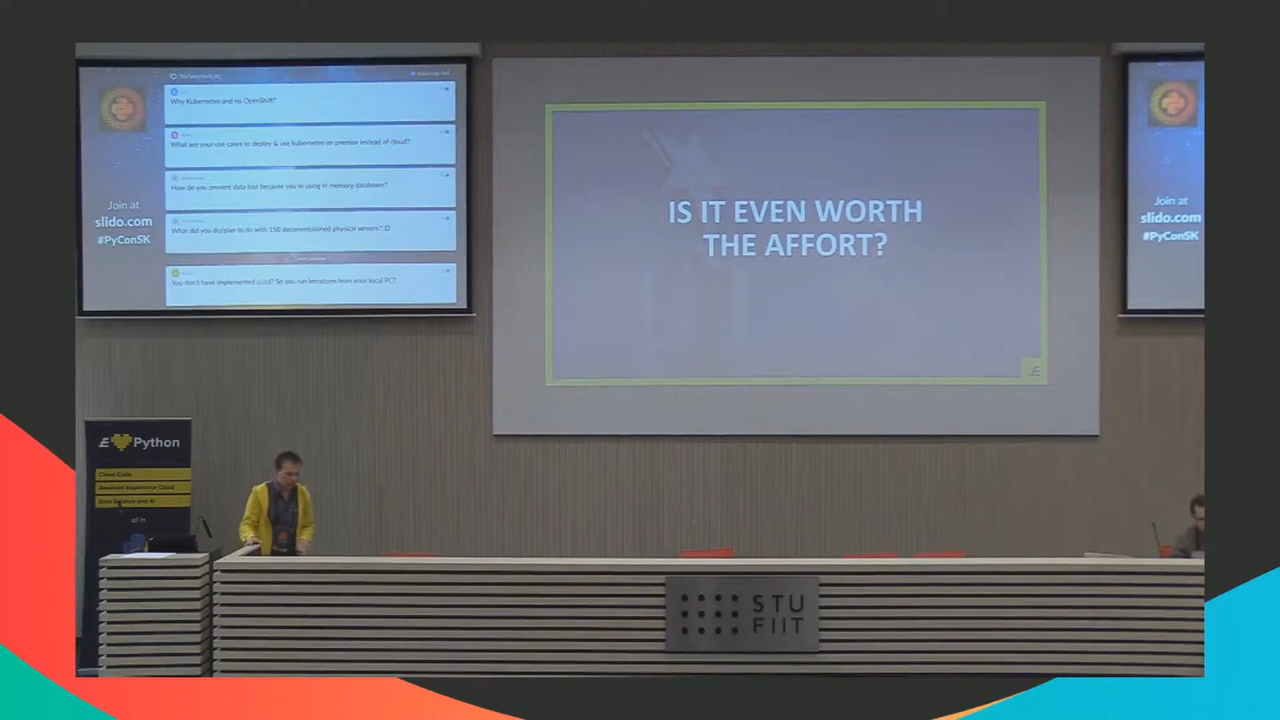 Why Kubernetes and no OpenShift?
What are your use cases to deploy & use kubernetes on premise instead of cloud?
How do you prevent data loss because you're using in memory databases?
What did you do/plan to do with 150 decommissioned physical servers? :D
You don't have implemented ci/cd? So you run terraform from your local PC?
Join at
slido.com
#PyConSK
IS IT EVEN WORTH
THE AFFORT?
Join at
slido.com
#PyConSK
Python
Clean Code
Data Science and AI
all in
STU
FIIT